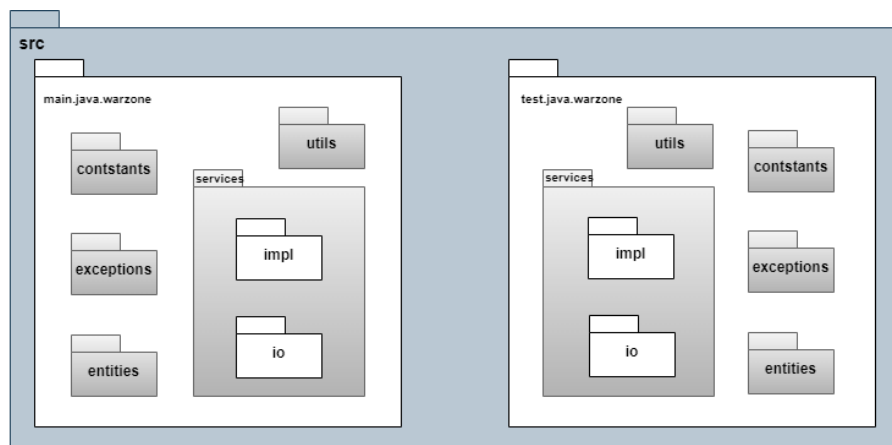 src
main.java.warzone
utils
contstants
services
impl
exceptions
io
entities
test.java.warzone
utils
contstants
services
impl
exceptions
io
entities